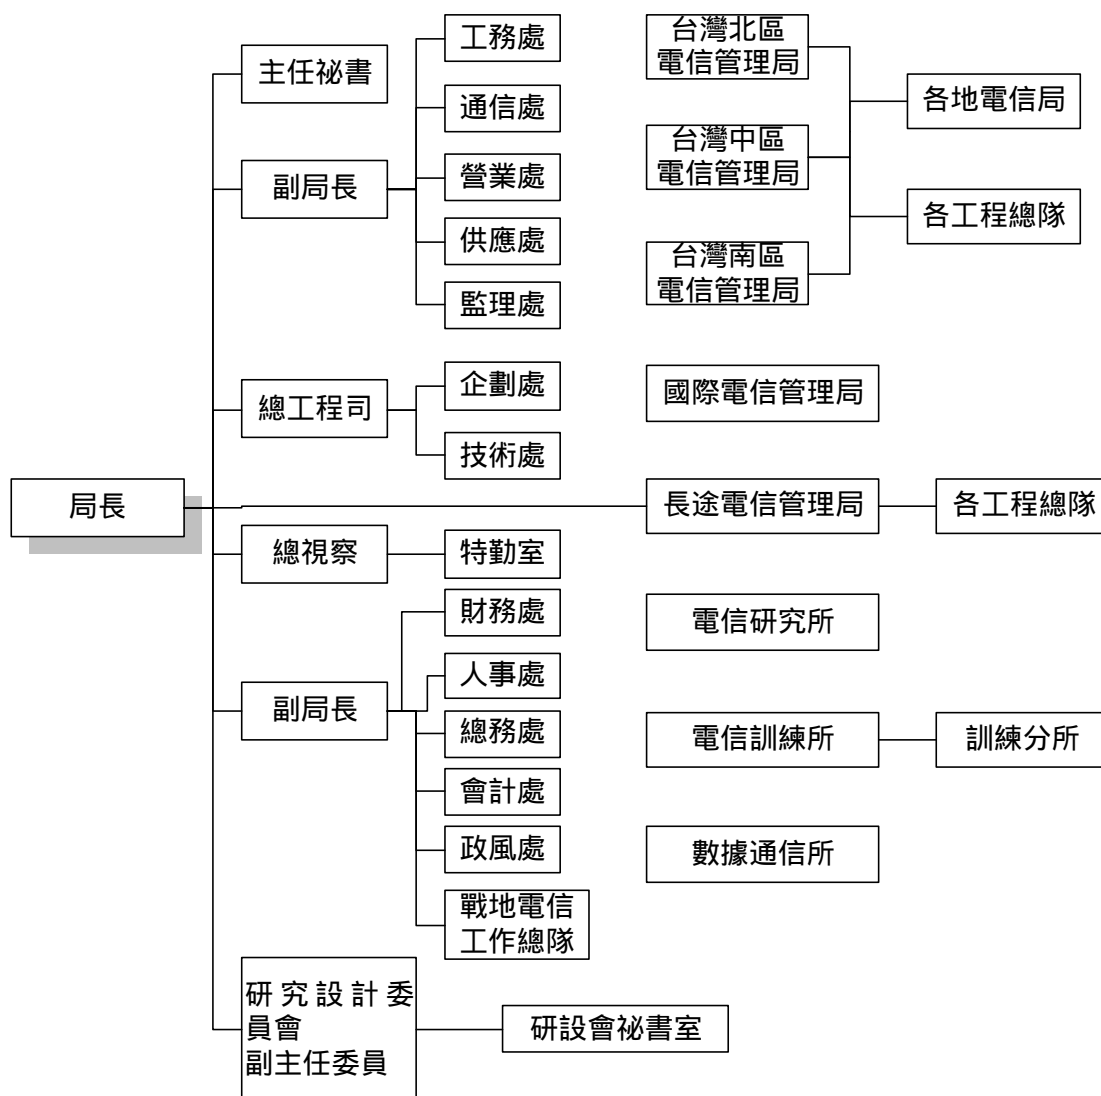 局長
主任祕書
副局長
工務處
通信處
營業處
供應處
監理處
總工程司
企劃處
技術處
總視察
特勤室
副局長
財務處
人事處
總務處
會計處
政風處
戰地電信
工作總隊
研究設計委
員會
副主任委員
研設會祕書室
台灣北區
電信管理局
台灣中區
電信管理局
台灣南區
電信管理局
各地電信局
各工程總隊
國際電信管理局
長途電信管理局
各工程總隊
電信研究所
電信訓練所
訓練分所
數據通信所